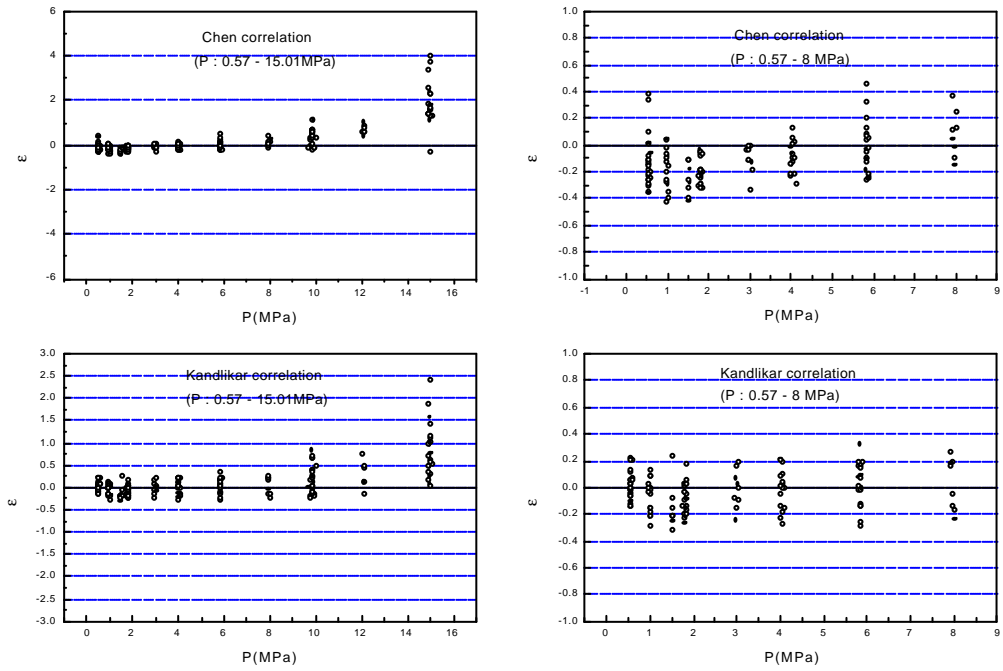 6
4
2
0
-2
-4
-6
ε
Chen correlation
(P : 0.57 - 15.01MPa)
0 2 4 6 8 10 12 14 16
P(MPa)
1.0
0.8
0.6
0.4
0.2
0.0
-0.2
-0.4
-0.6
-0.8
-1.0
ε
Chen correlation
(P : 0.57 - 8 MPa)
-1 0 1 2 3 4 5 6 7 8 9
P(MPa)
3.0
2.5
2.0
1.5
1.0
0.5
0.0
-0.5
-1.0
-1.5
-2.0
-2.5
-3.0
ε
Kandlikar correlation
(P : 0.57 - 15.01MPa)
0 2 4 6 8 10 12 14 16
P(MPa)
1.0
0.8
0.6
0.4
0.2
0.0
-0.2
-0.4
-0.6
-0.8
-1.0
ε
Kandlikar correlation
(P : 0.57 - 8 MPa)
0 1 2 3 4 5 6 7 8 9
P(MPa)